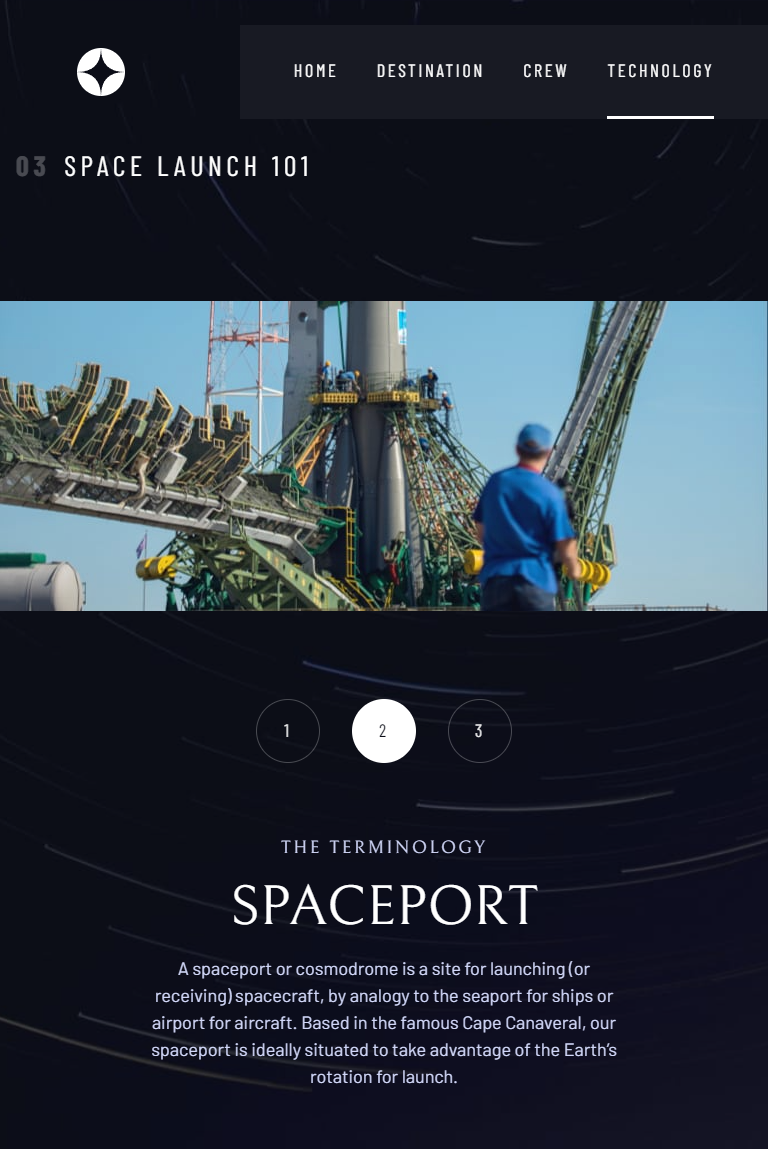 HOME DESTINATION CREW TECHNOLOGY
03 SPACE LAUNCH 101
1 2 3
THE TERMINOLOGY
SPACEPORT
A spaceport or cosmodrome is a site for launching (or
receiving) spacecraft, by analogy to the seaport for ships or
airport for aircraft. Based in the famous Cape Canaveral, our
spaceport is ideally situated to take advantage of the Earth’s
rotation for launch.